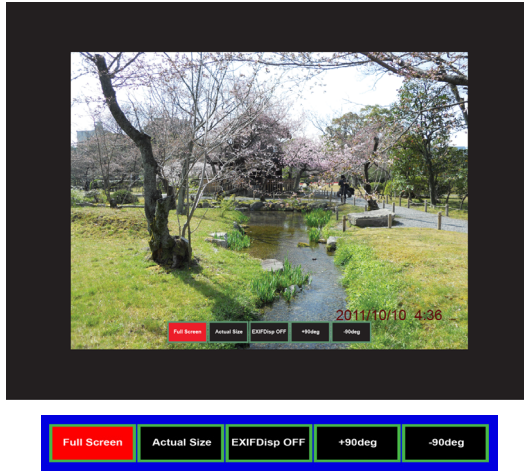 2011/10/10 4:36
Full Screen Actual Size EXIFDisp OFF +90deg -90deg
Full Screen Actual Size EXIFDisp OFF +90deg -90deg